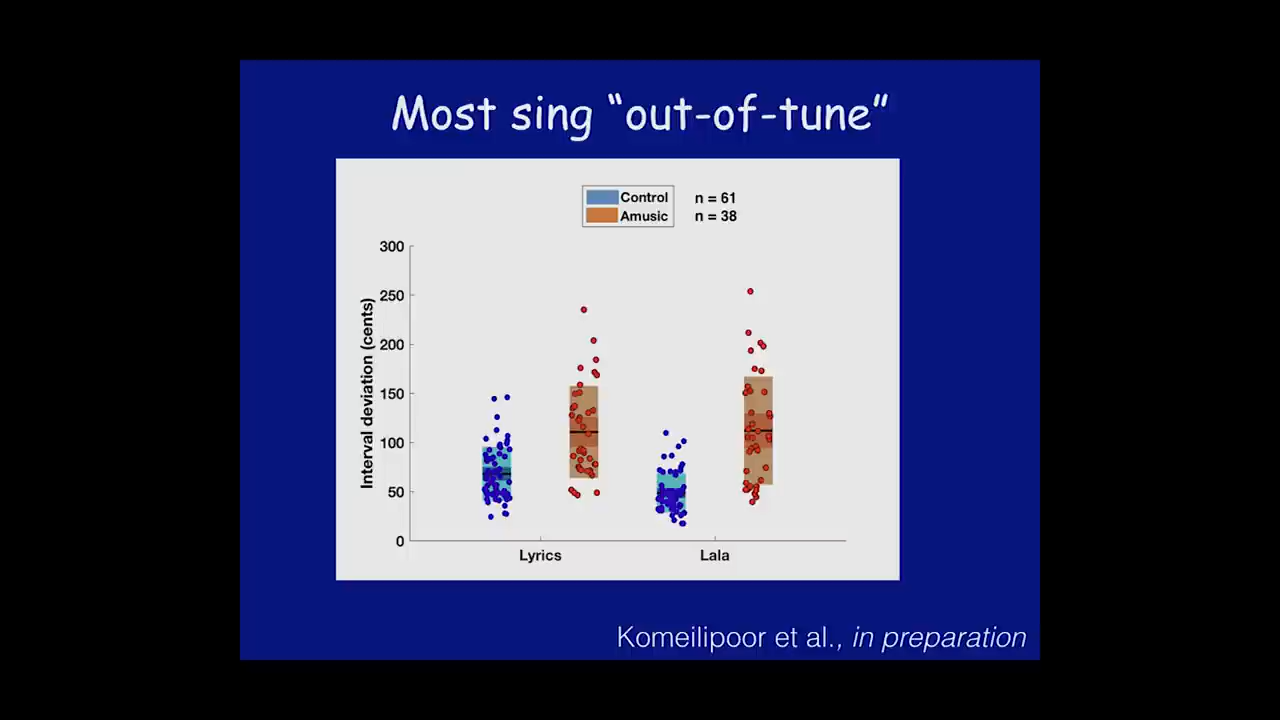 Most sing “out-of-tune”
Control n = 61
Amusic n = 38
300
250
200
150
100
50
0
Interval deviation (cents)
Lyrics Lala
Komeilipoor et al., in preparation